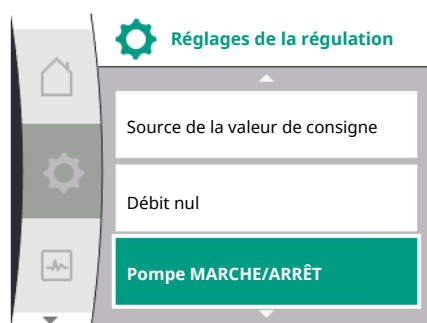 Réglages de la régulation
Source de la valeur de consigne
Débit nul
Pompe MARCHE/ARRÊT